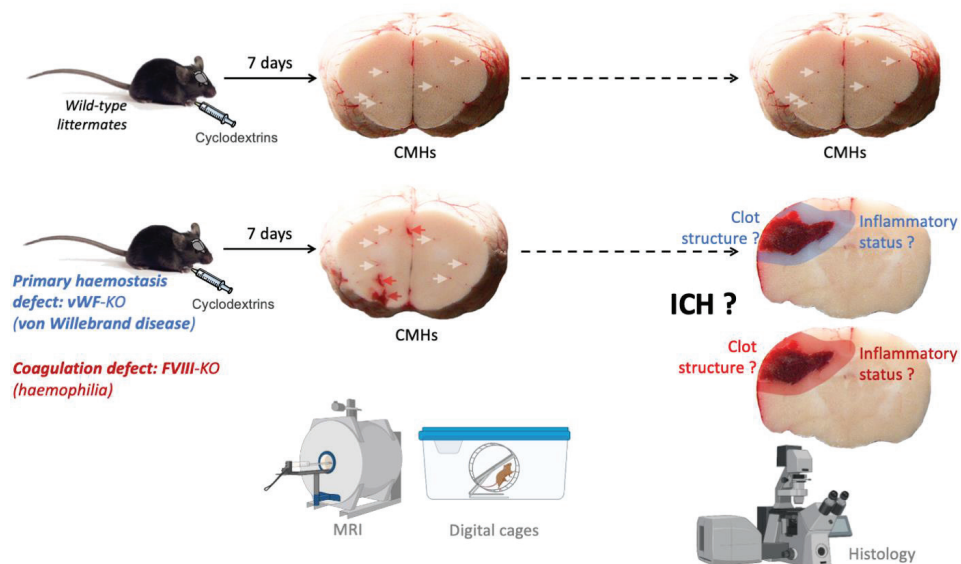 7 days
Wild-type
littermates
Cyclodextrins
CMHs
CMHs
7 days
Cyclodextrins
Primary haemostasis
defect: vWF-KO
(von Willebrand disease)
Coagulation defect: FVIII-KO
(haemophilia)
CMHs
ICH ?
Clot
structure ?
Inflammatory
status ?
Clot
structure ?
Inflammatory
status ?
MRI
Digital cages
Histology